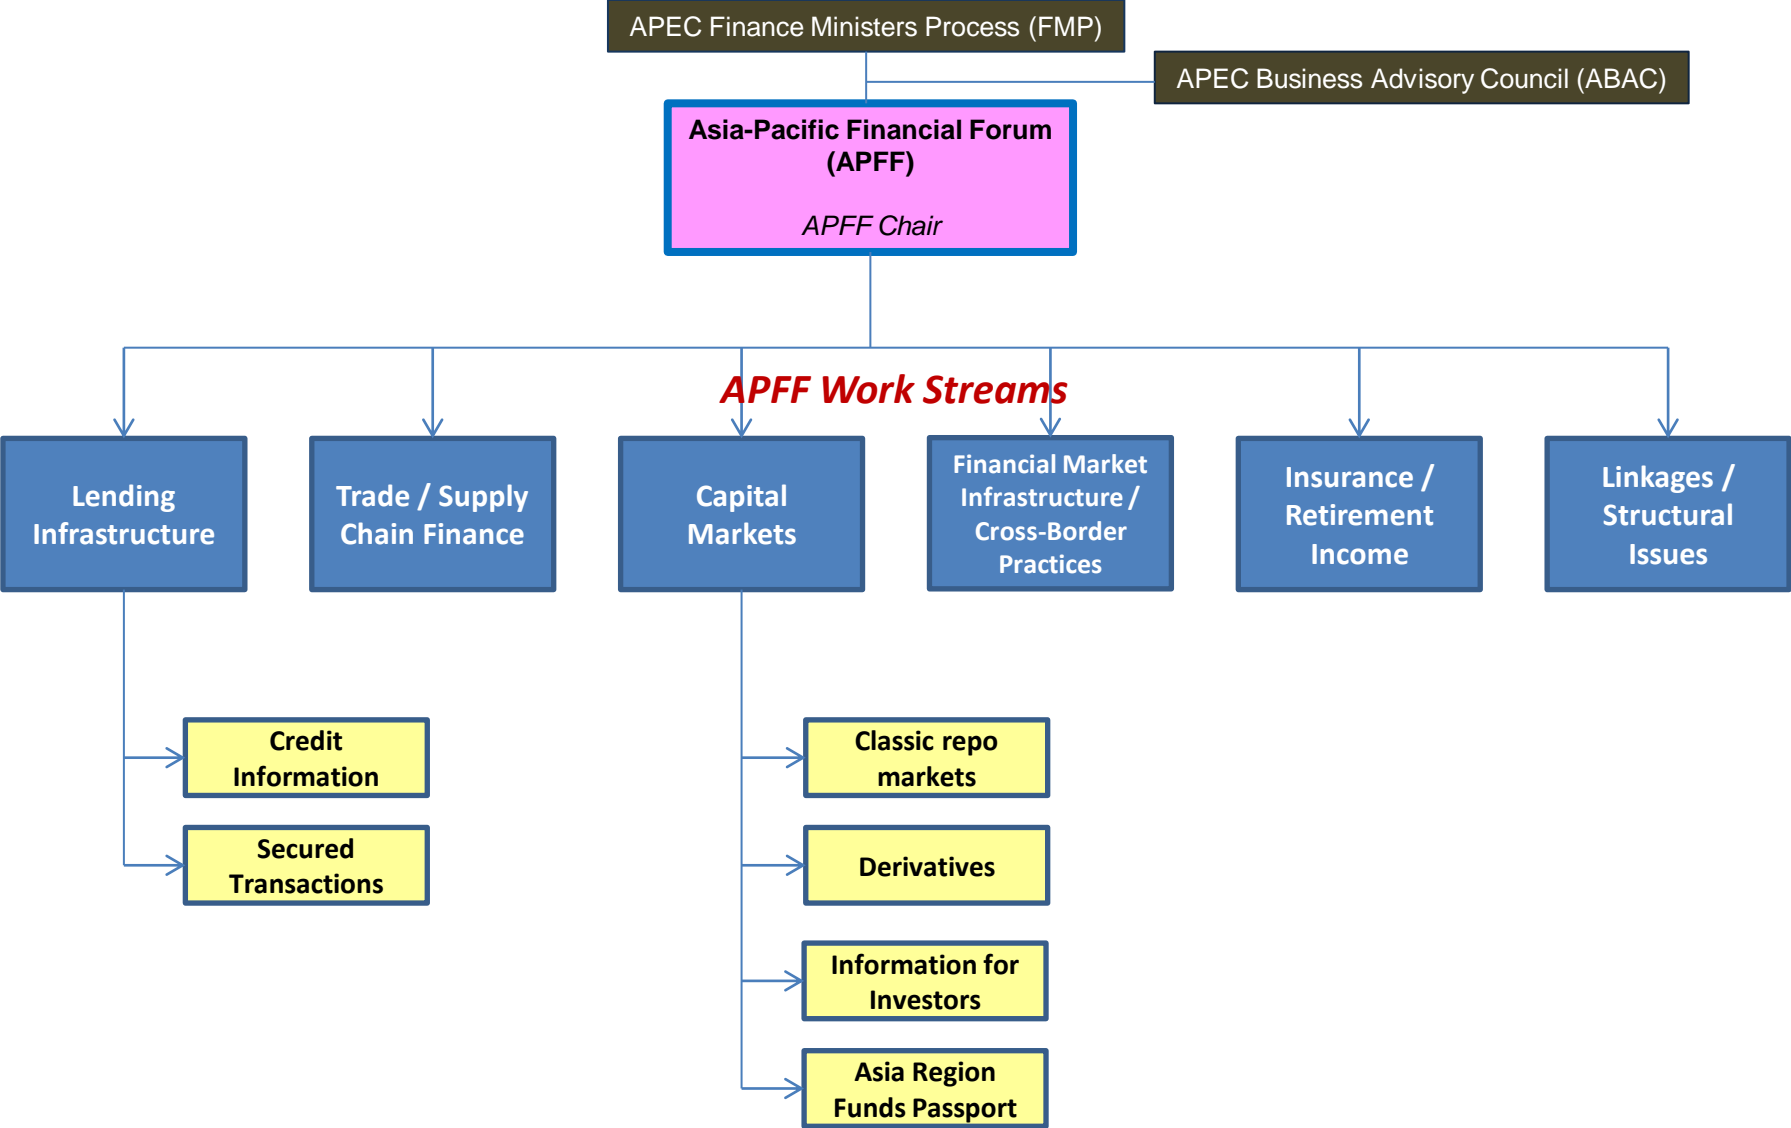 APEC Finance Ministers Process (FMP)
APEC Business Advisory Council (ABAC)
Asia-Pacific Financial Forum
(APFF)
APFF Chair
APFF Work Streams
Lending
Infrastructure
Trade / Supply
Chain Finance
Capital
Markets
Financial Market
Infrastructure /
Cross-Border
Practices
Insurance /
Retirement
Income
Linkages /
Structural
Issues
Credit
Information
Secured
Transactions
Classic repo
markets
Derivatives
Information for
Investors
Asia Region
Funds Passport